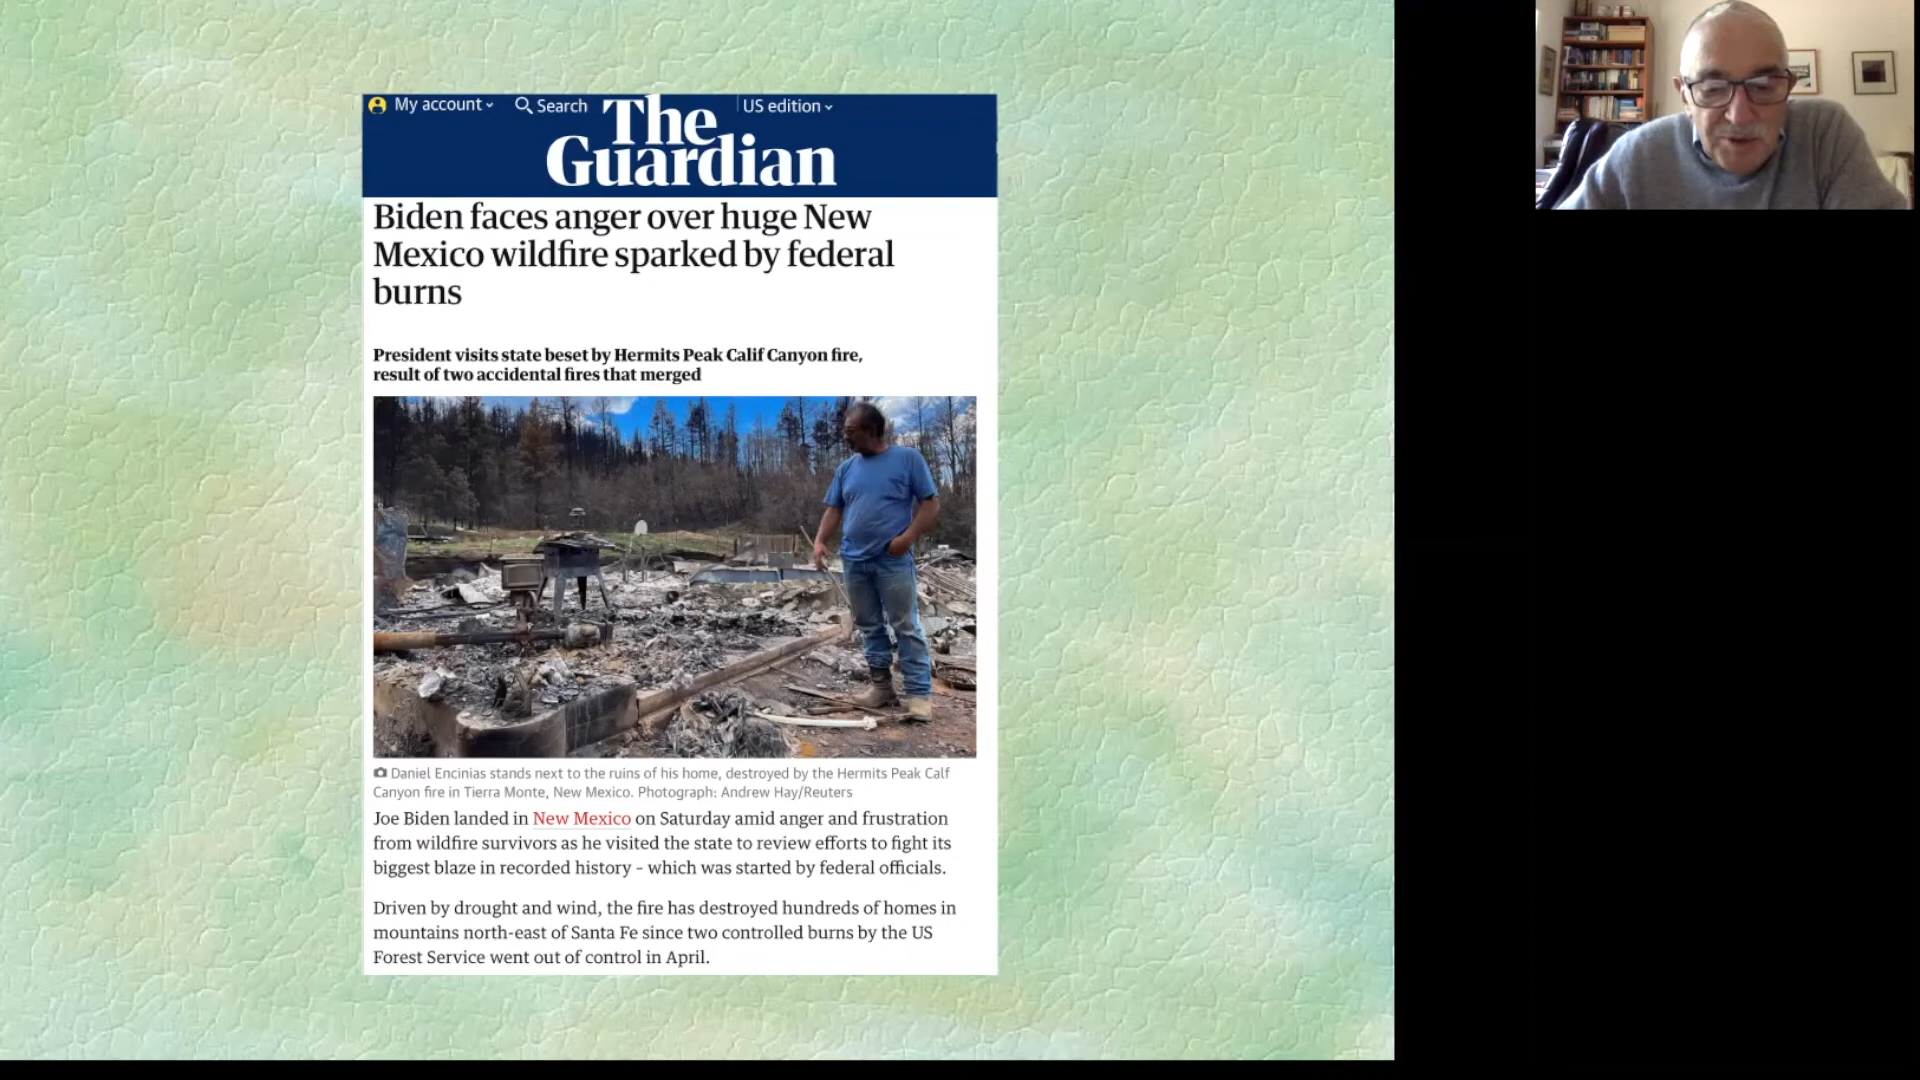 My account
Search
US edition
The
Guardian
Biden faces anger over huge New
Mexico wildfire sparked by federal
burns
President visits state beset by Hermits Peak Calif Canyon fire,
result of two accidental fires that merged
Daniel Encinias stands next to the ruins of his home, destroyed by the Hermits Peak Calf
Canyon fire in Tierra Monte, New Mexico. Photograph: Andrew Hay/Reuters
Joe Biden landed in New Mexico on Saturday amid anger and frustration
from wildfire survivors as he visited the state to review efforts to fight its
biggest blaze in recorded history – which was started by federal officials.
Driven by drought and wind, the fire has destroyed hundreds of homes in
mountains north-east of Santa Fe since two controlled burns by the US
Forest Service went out of control in April.